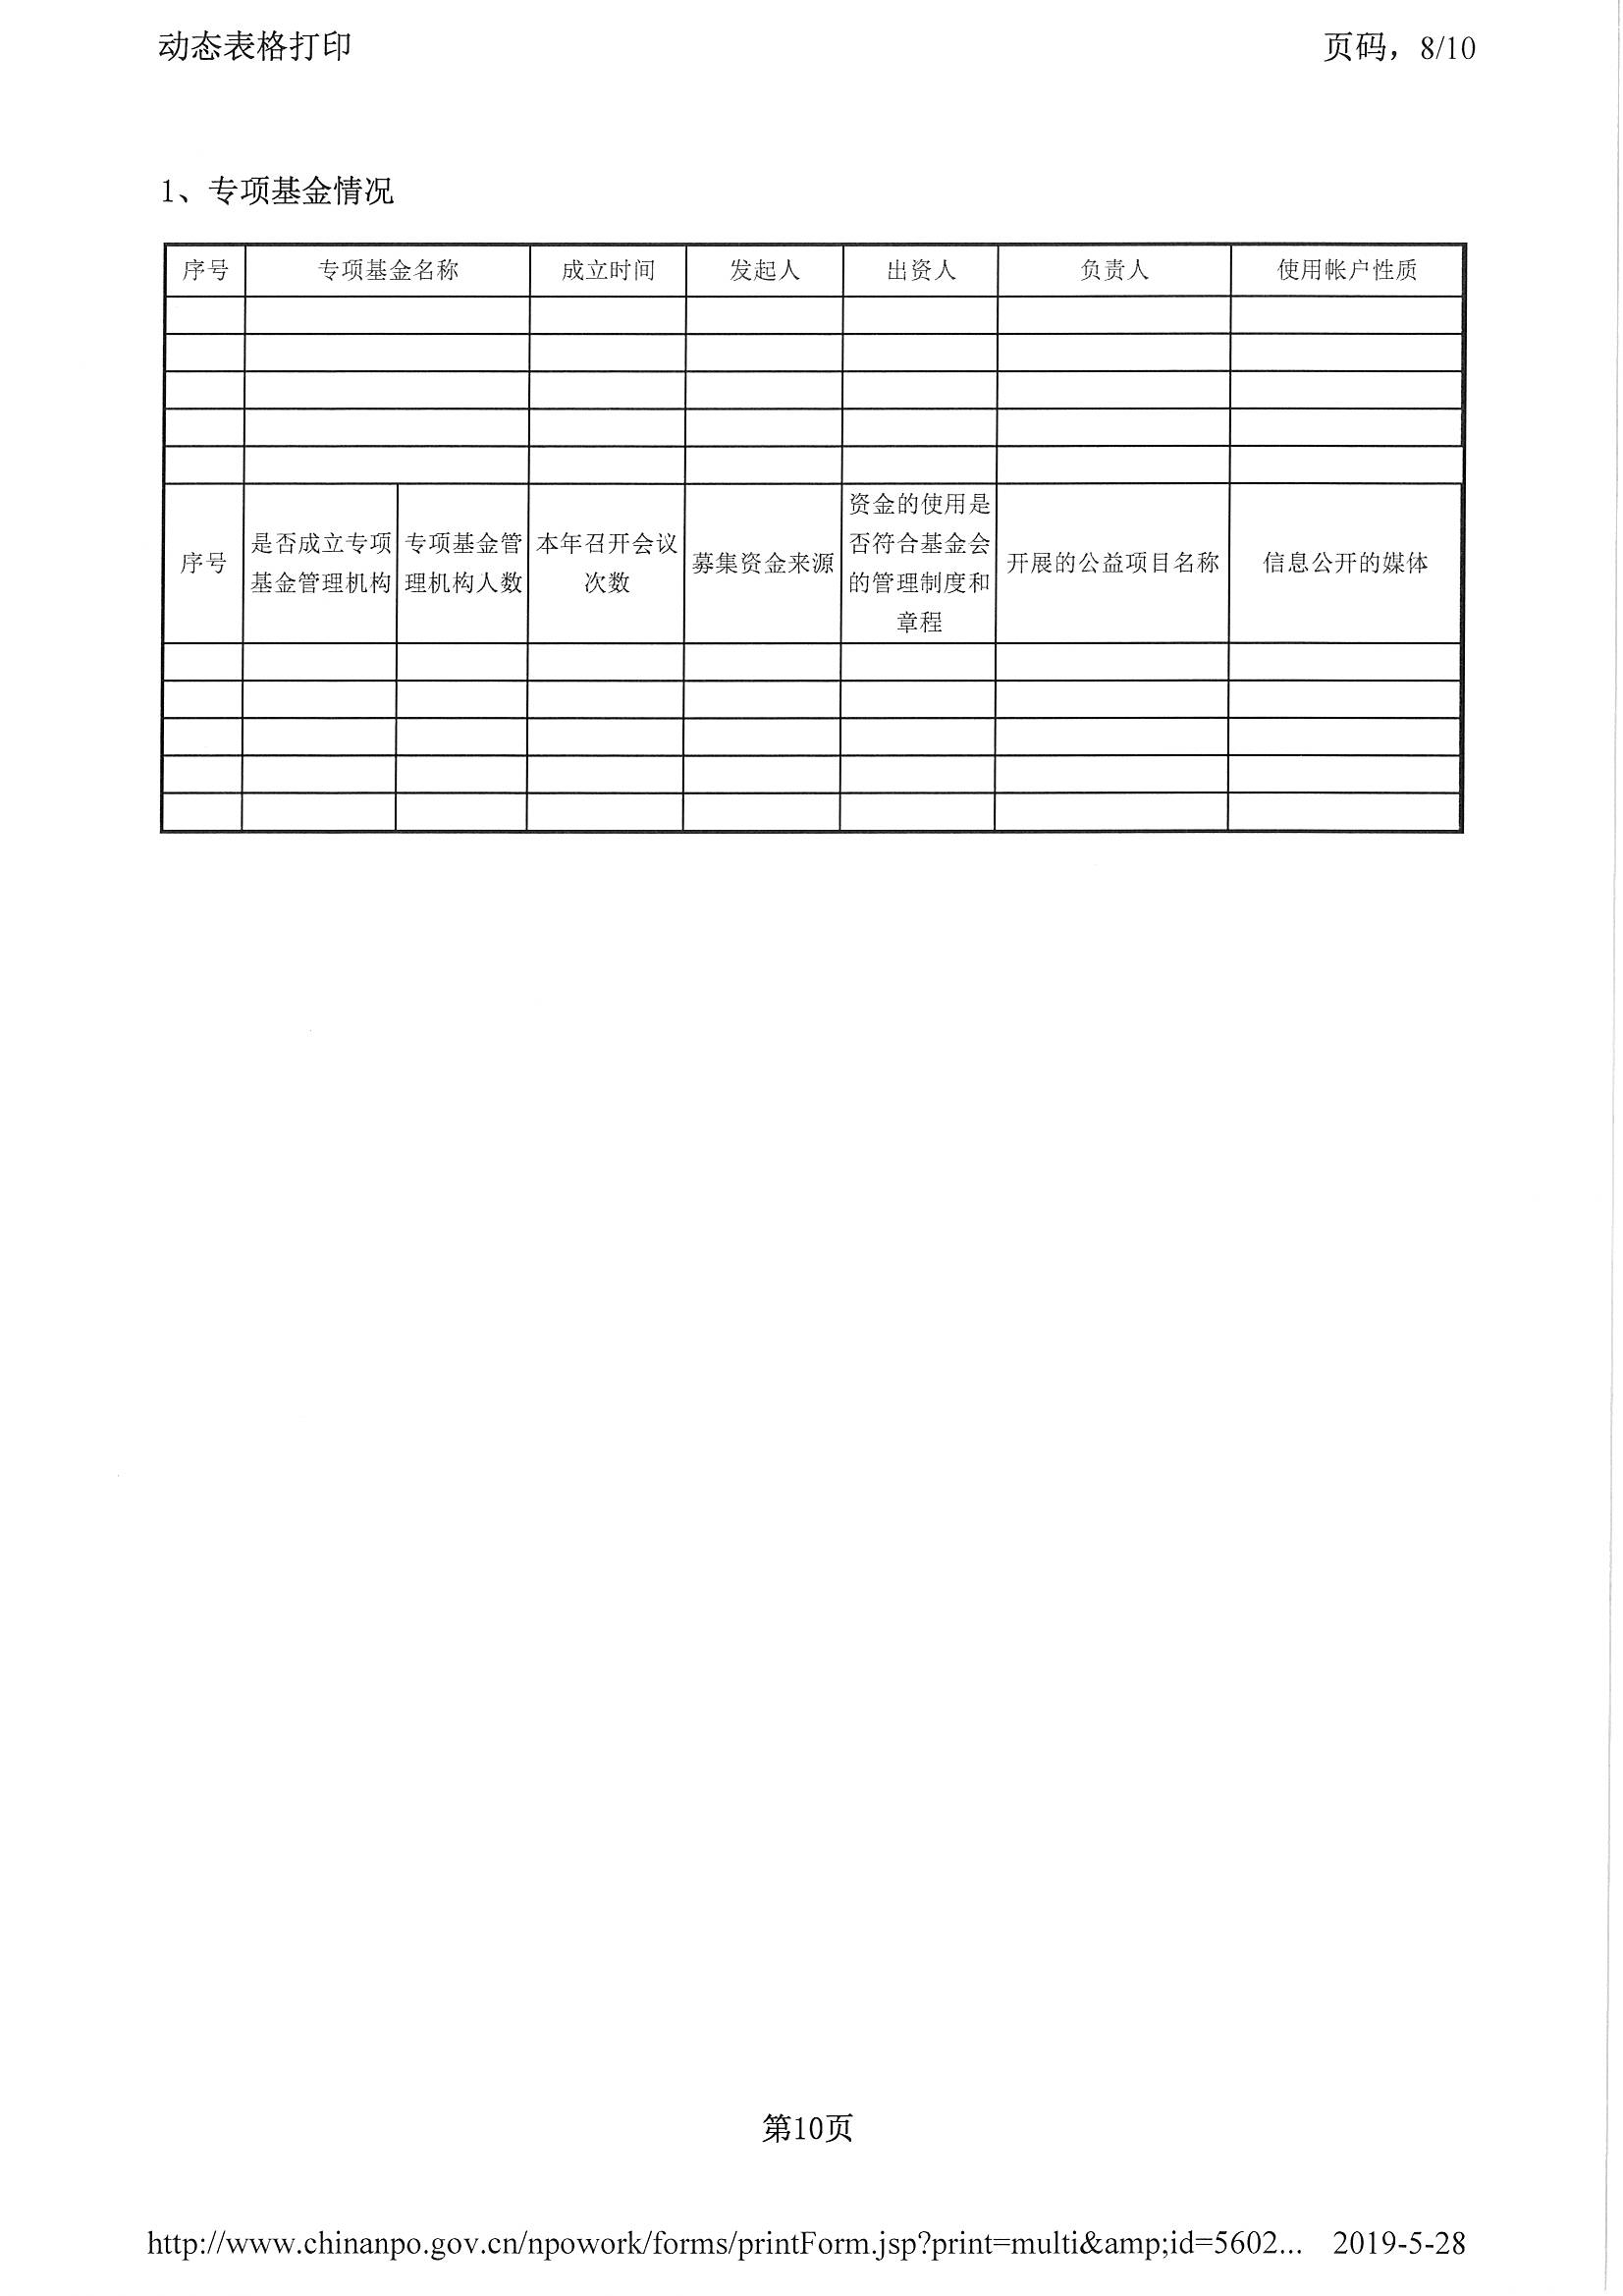 动态表格打印
页码，8/10
1、专项基金情况
序号 专项基金名称 成立时间 发起人 出资人 负责人 使用帐户性质
序号
是否成立专项
基金管理机构
专项基金管
理机构人数
本年召开会议
次数
募集资金来源
资金的使用是
否符合基金会
的管理制度和
章程
开展的公益项目名称
信息公开的媒体
第10页
http://www.chinanpo.gov.cn/npowork/forms/printForm.jsp?print=multi&amp;id=5602... 2019-5-28